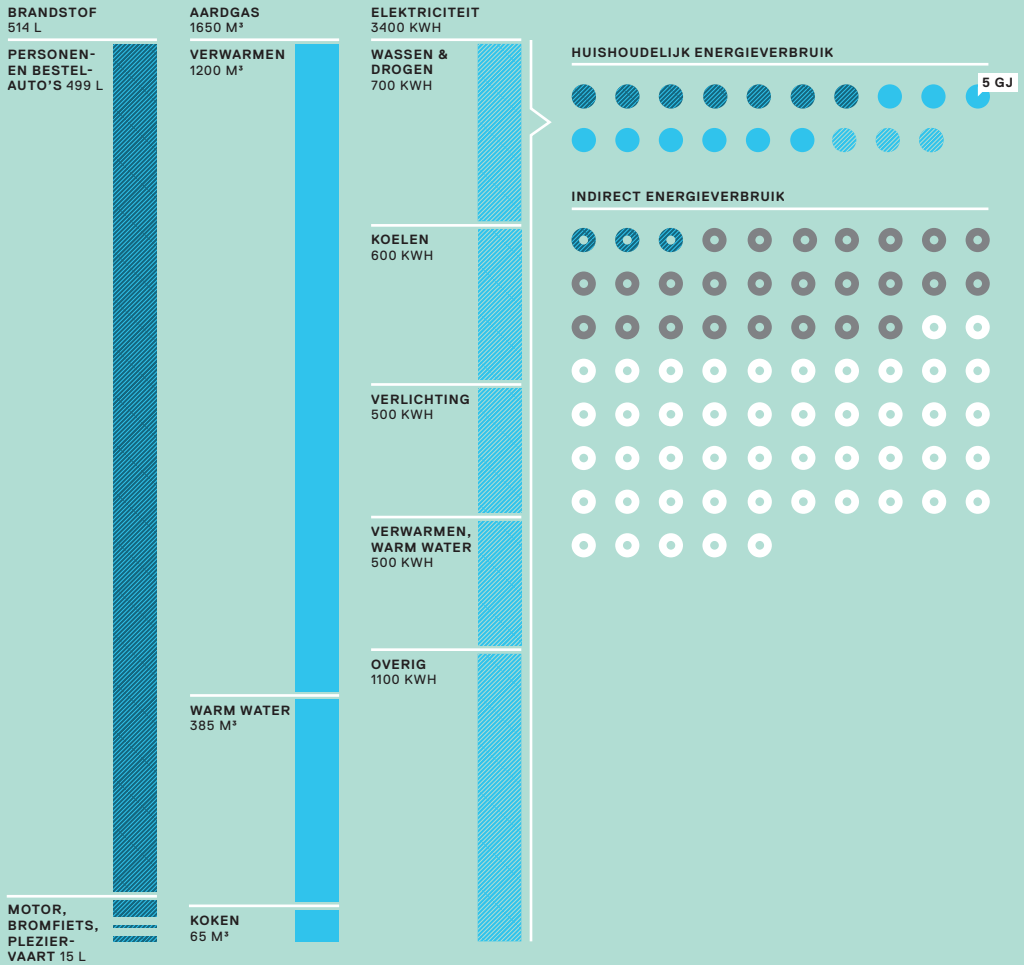 BRANDSTOF
514 L
PERSONEN-
EN BESTEL-
AUTO'S 499 L
MOTOR,
BROMFIETS,
PLEZIER-
VAART 15 L
AARDGAS
1650 M³
VERWARMEN
1200 M³
WARM WATER
385 M³
KOKEN
65 M³
ELEKTRICITEIT
3400 KWH
WASSEN &
DROGEN
700 KWH
KOELEN
600 KWH
VERLICHTING
500 KWH
VERWARMEN,
WARM WATER
500 KWH
OVERIG
1100 KWH
HUISHOUDELIJK ENERGIEVERBRUIK
5 GJ
INDIRECT ENERGIEVERBRUIK